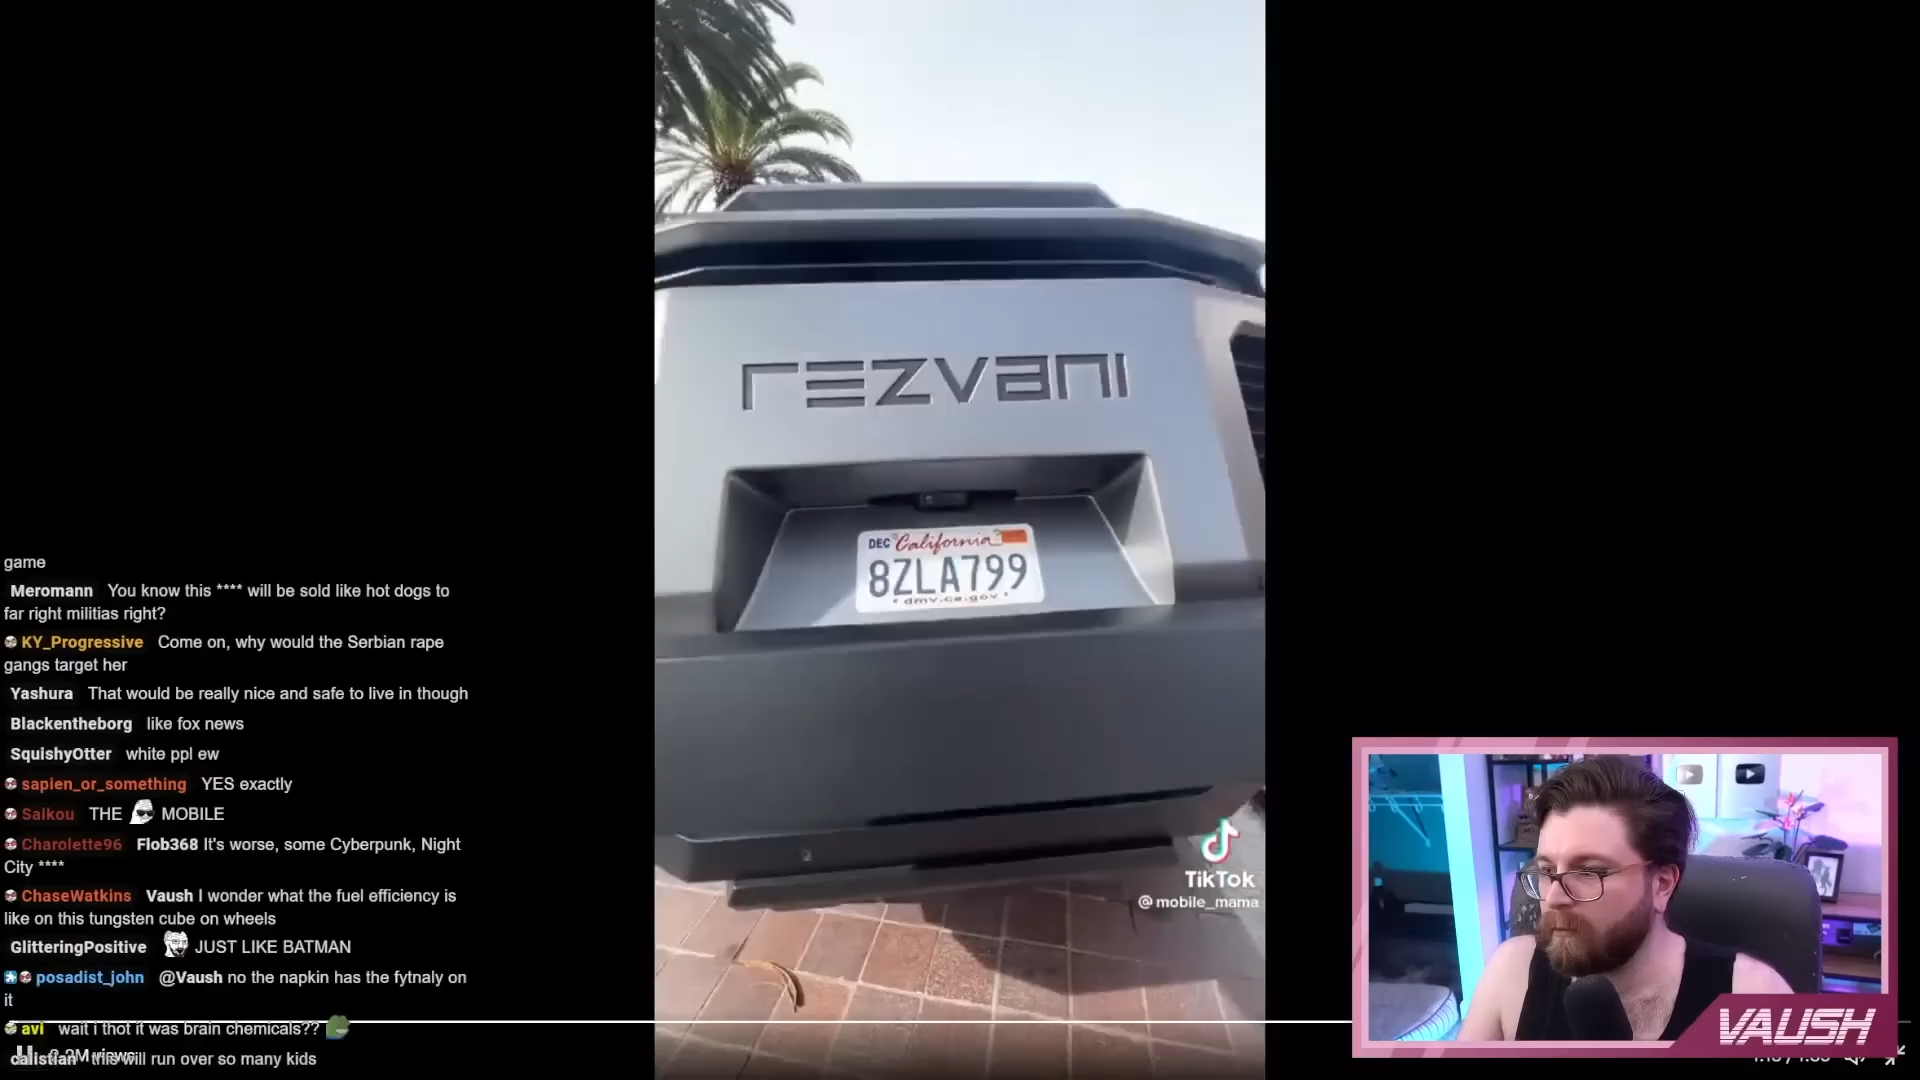 rezvani
DEC California
8ZLA799
dmv.ca.gov
TikTok
@mobile_mama
game
Meromann You know this **** will be sold like hot dogs to
far right militias right?
KY_Progressive Come on, why would the Serbian rape
gangs target her
Yashura That would be really nice and safe to live in though
Blackentheborg like fox news
SquishyOtter white ppl ew
sapien_or_something YES exactly
Saikou THE MOBILE
Charolette96 Flob368 It's worse, some Cyberpunk, Night
City ****
ChaseWatkins Vaush I wonder what the fuel efficiency is
like on this tungsten cube on wheels
GlitteringPositive JUST LIKE BATMAN
posadist_john @Vaush no the napkin has the fytnaly on
it
avi wait i thot it was brain chemicals??
calistian this will run over so many kids
VAUSH